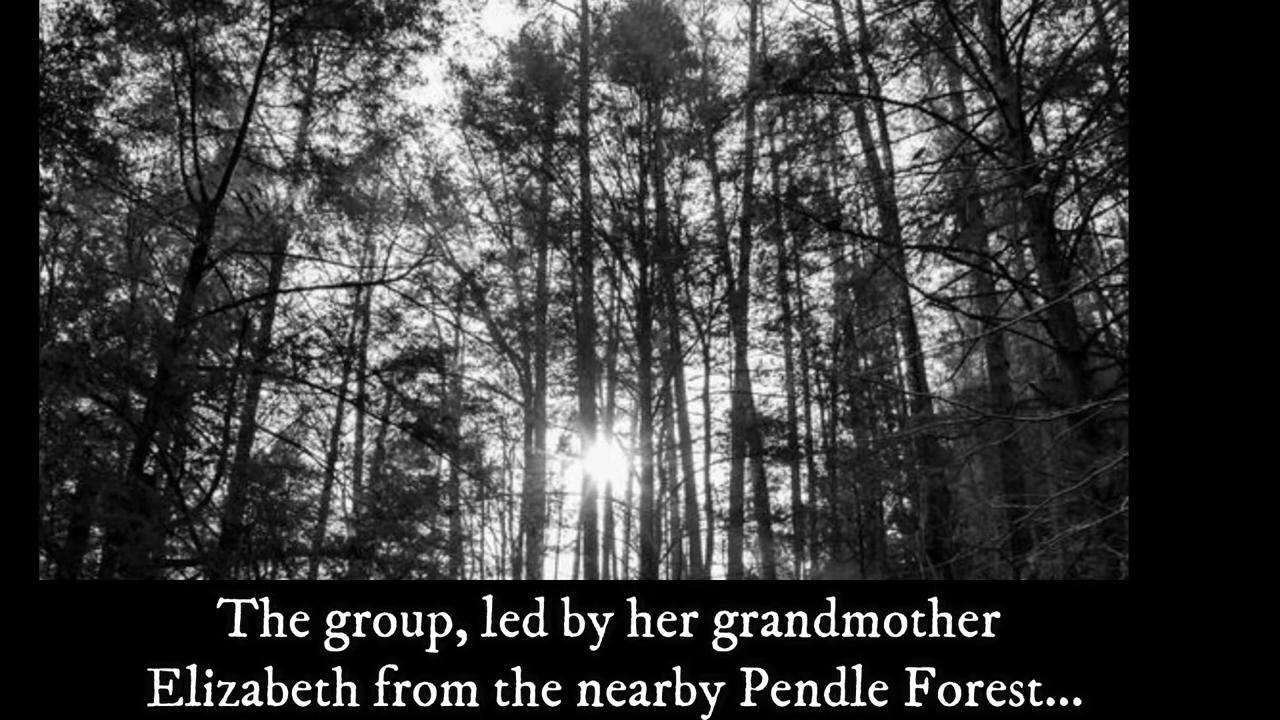 The group, led by her grandmother
Elizabeth from the nearby Pendle Forest...